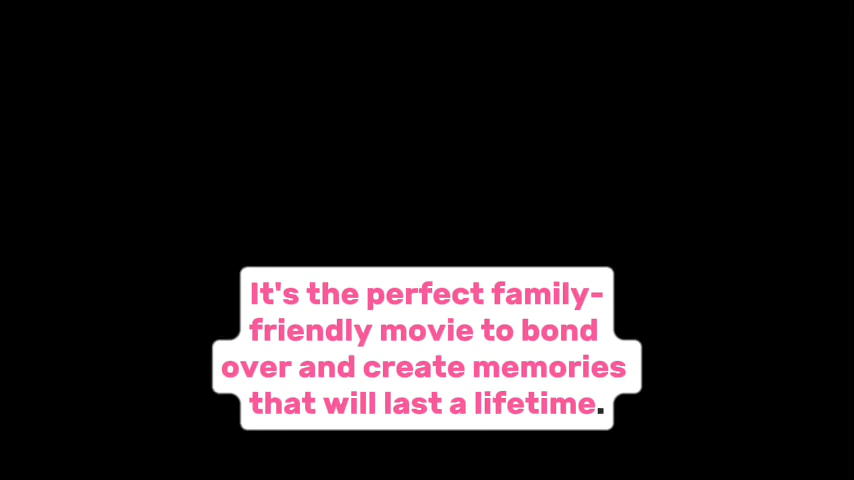 It's the perfect family-
friendly movie to bond
over and create memories
that will last a lifetime.